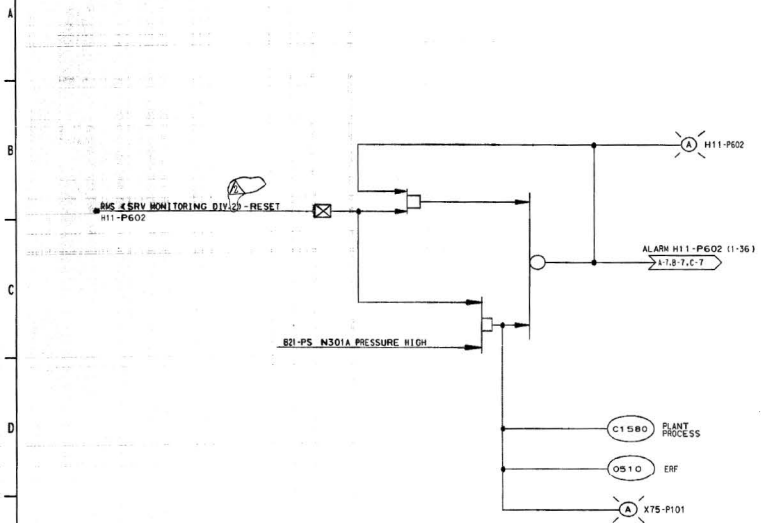 A
B
C
D
A H11-P602
2
RMS (SRV MONITORING DIV.2)-RESET
H11-P602
ALARM H11-P602 (1-36)
A-7,B-7,C-7
B21-PS N301A PRESSURE HIGH
C1580 PLANT
PROCESS
0510 ERF
A X75-P101